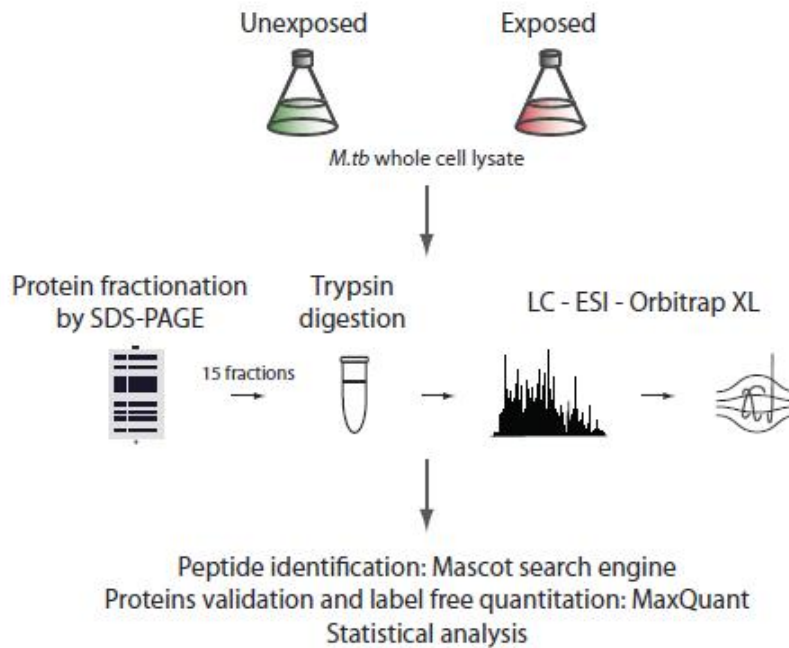 Unexposed
Exposed
M.tb whole cell lysate
Protein fractionation
by SDS-PAGE
Trypsin
digestion
LC - ESI - Orbitrap XL
15 fractions
Peptide identification: Mascot search engine
Proteins validation and label free quantitation: MaxQuant
Statistical analysis